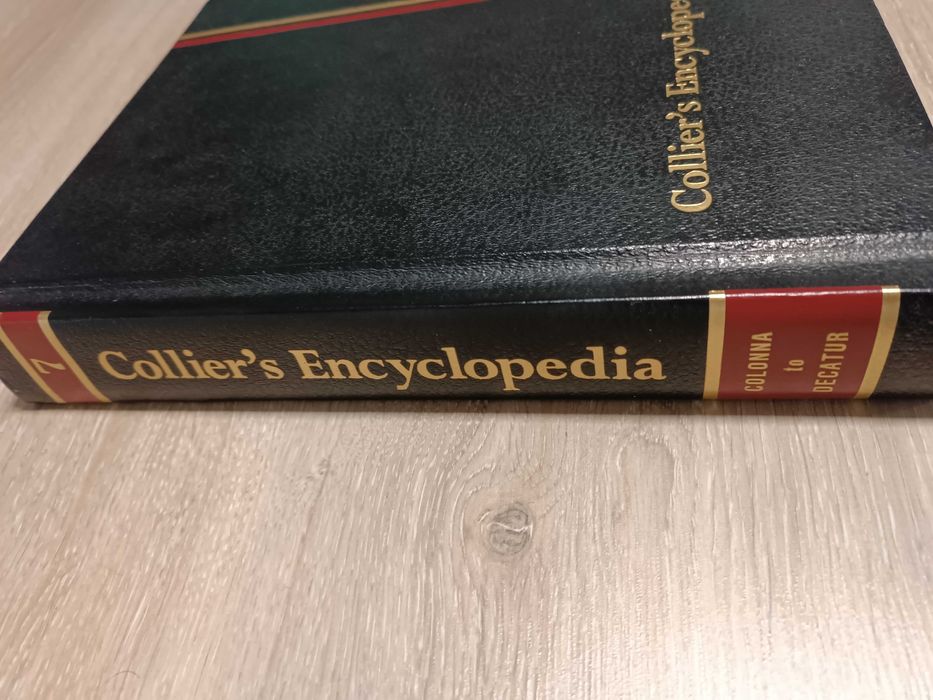 Collier's Encyclope
7
Collier's Encyclopedia
COLONNA
to
DECATUR